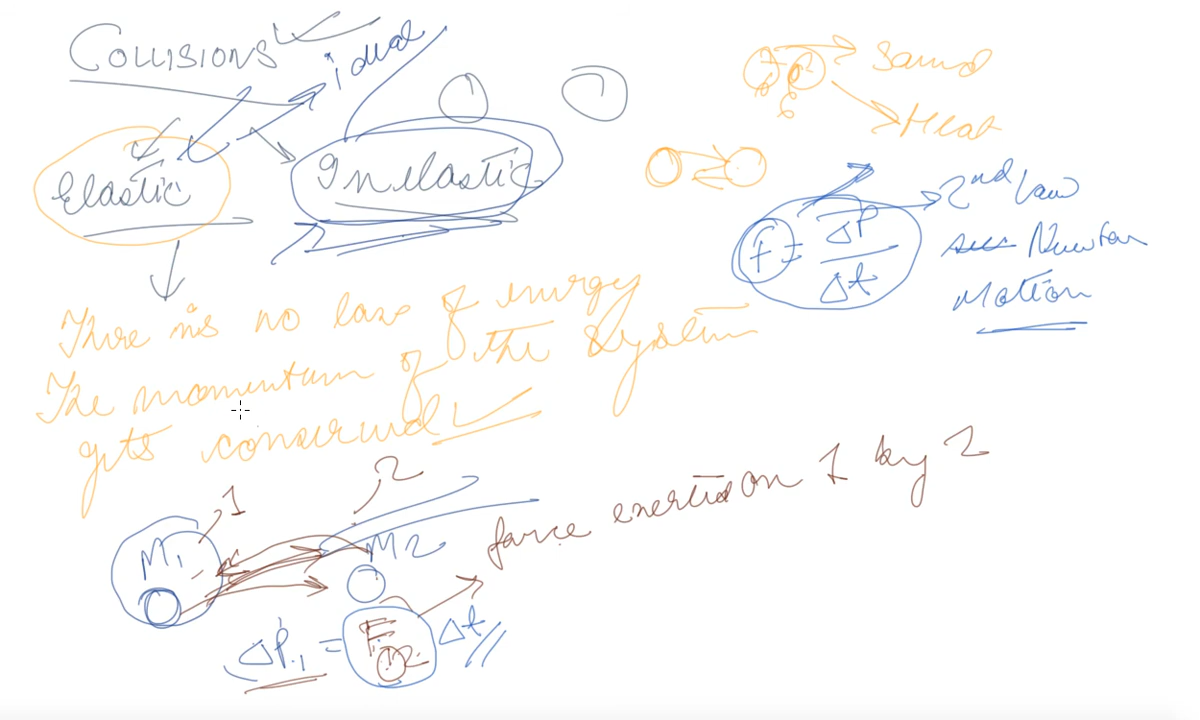 COLLISIONS
ideal
Elastic
Inelastic
Sound
Heat
F = ΔP / Δt
2nd law
Newton
Motion
There is no loss of energy
The momentum of the system
gets conserved
1
2
M1
M2
force exerted on 1 by 2
ΔP1 = F12 Δt